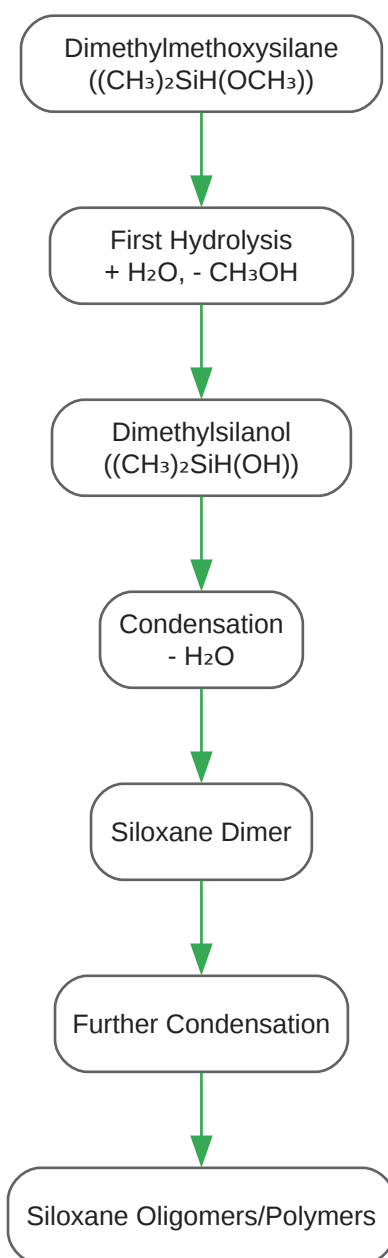 Dimethylmethoxysilane
((CH₃)₂SiH(OCH₃))
First Hydrolysis
+ H₂O, - CH₃OH
Dimethylsilanol
((CH₃)₂SiH(OH))
Condensation
- H₂O
Siloxane Dimer
Further Condensation
Siloxane Oligomers/Polymers